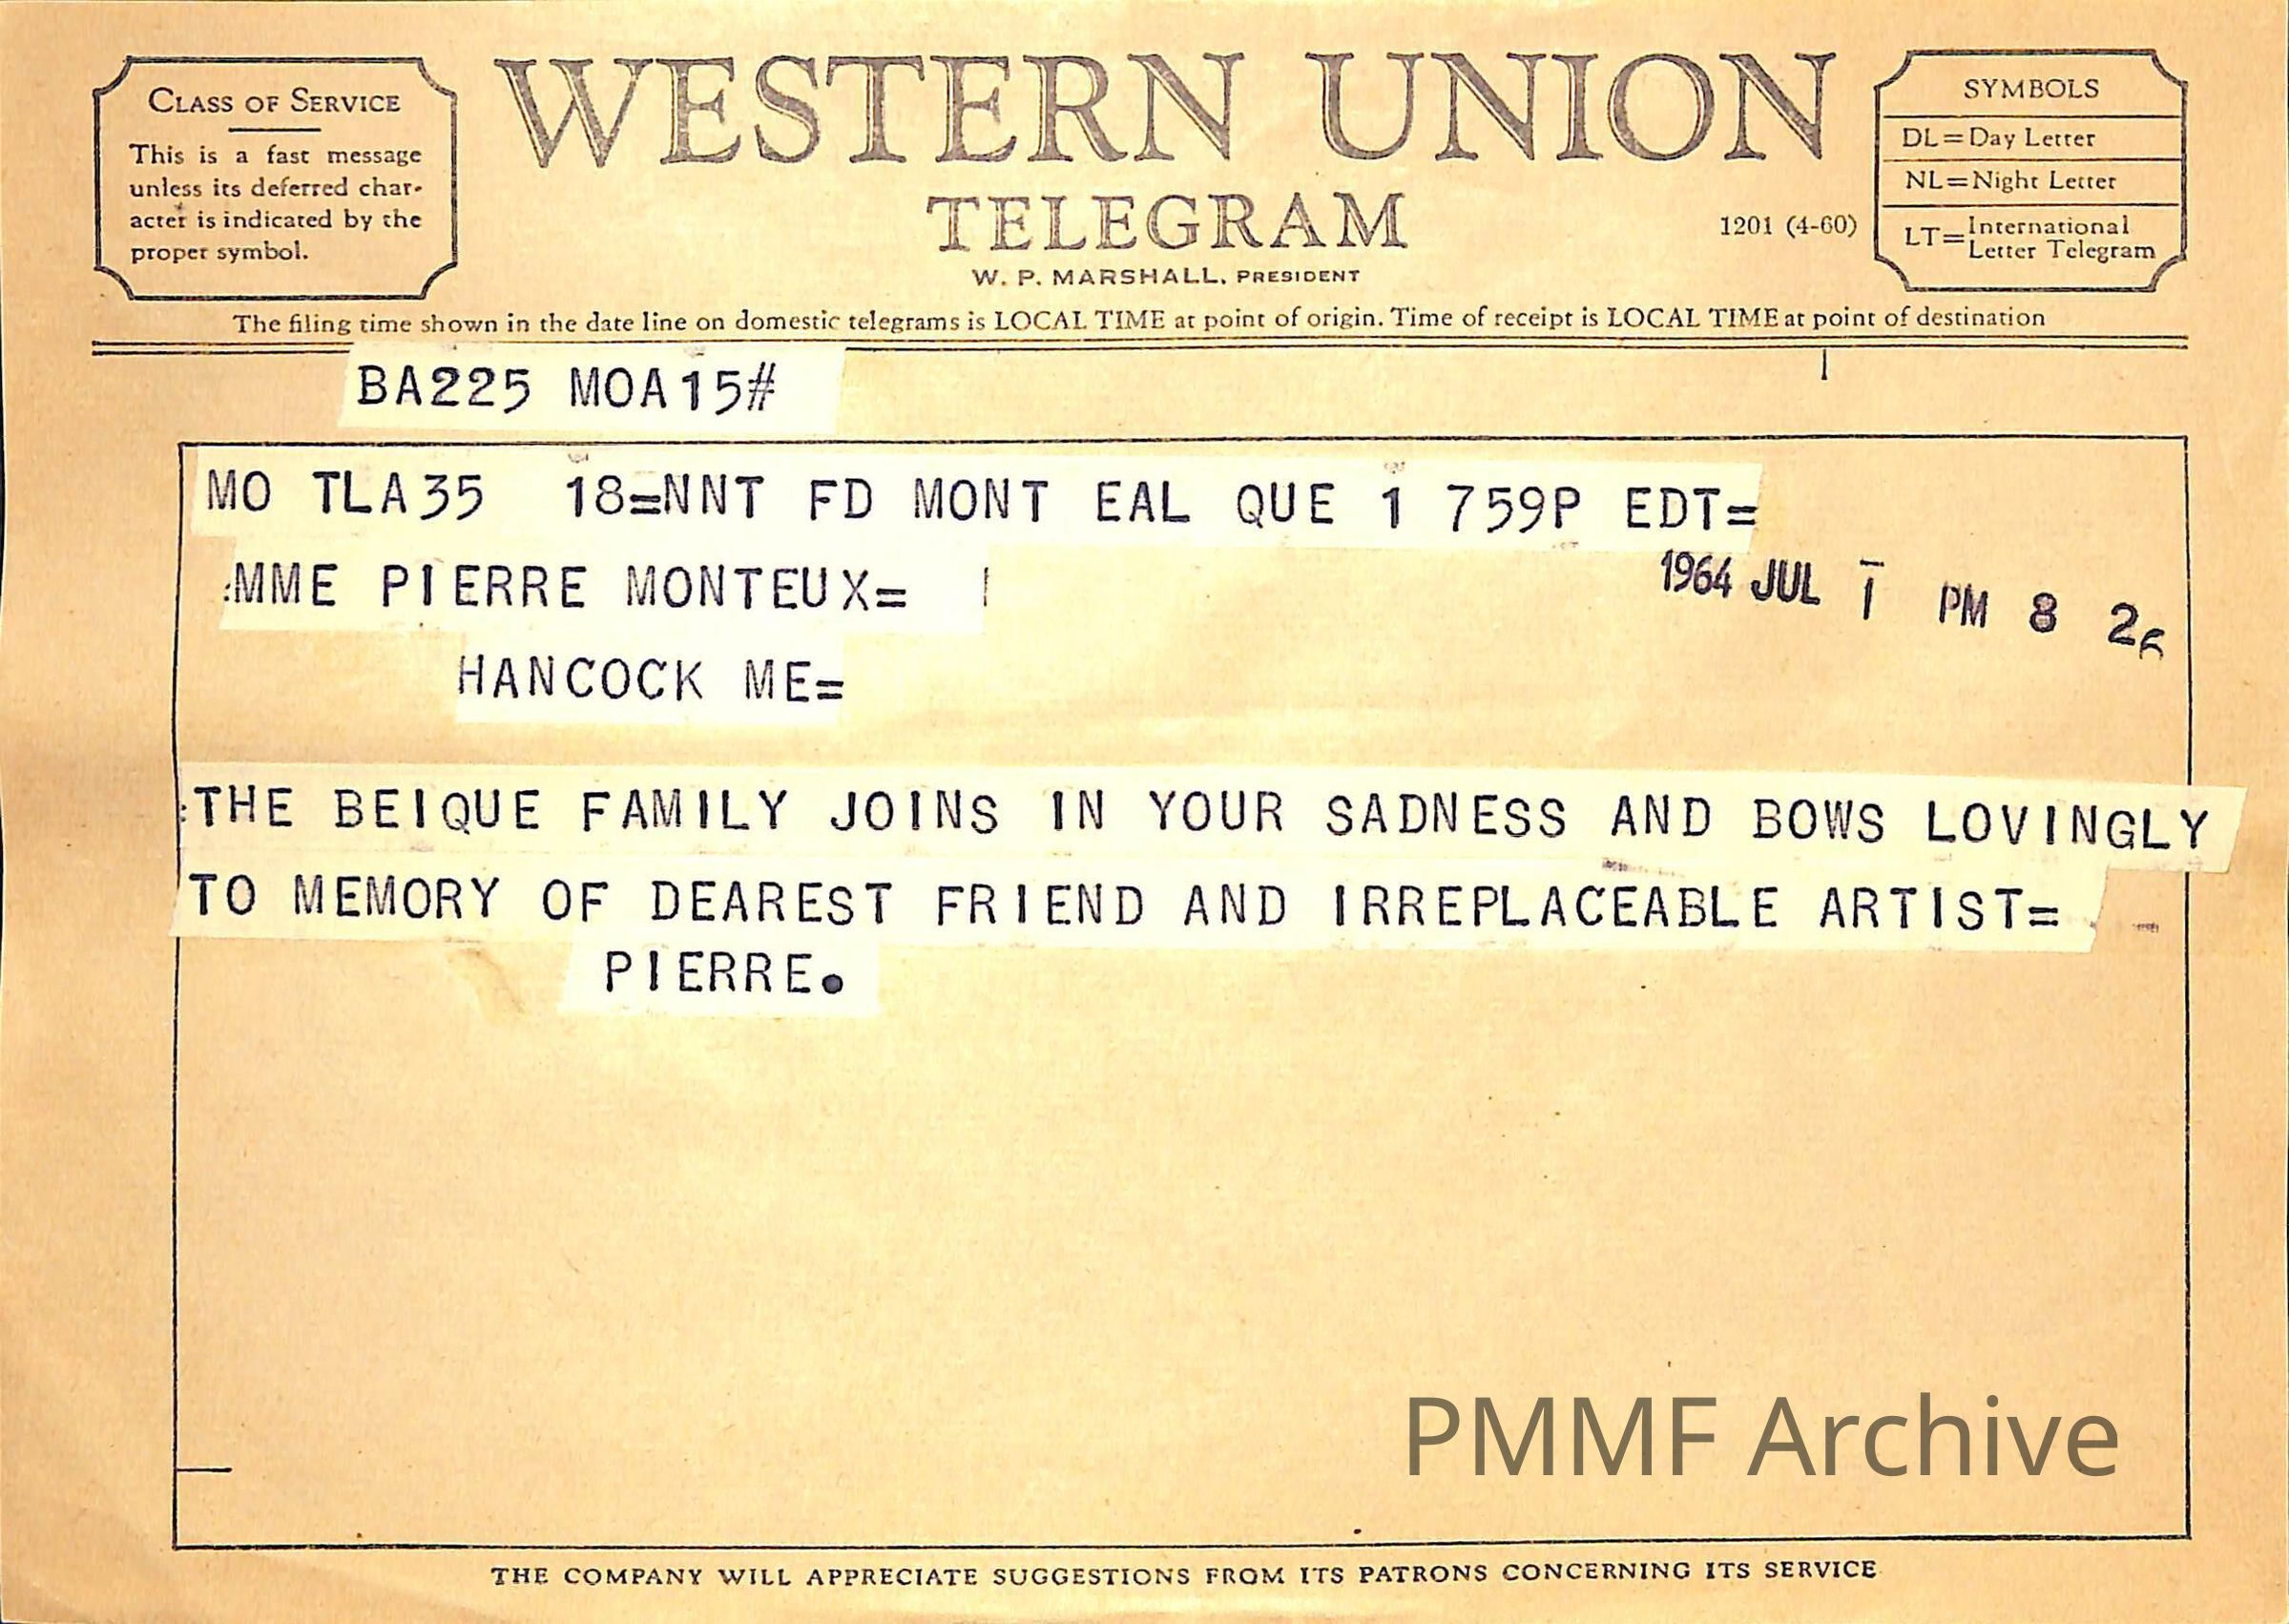 CLASS OF SERVICE
This is a fast message
unless its deferred char-
acter is indicated by the
proper symbol.
WESTERN UNION
TELEGRAM
W. P. MARSHALL, PRESIDENT
1201 (4-60)
SYMBOLS
DL=Day Letter
NL=Night Letter
LT=International
Letter Telegram
The filing time shown in the date line on domestic telegrams is LOCAL TIME at point of origin. Time of receipt is LOCAL TIME at point of destination
BA225 MOA15#
MO TLA35 18=NNT FD MONT EAL QUE 1 759P EDT=
:MME PIERRE MONTEUX=
1964 JUL 1 PM 8 26
HANCOCK ME=
:THE BEIQUE FAMILY JOINS IN YOUR SADNESS AND BOWS LOVINGLY
TO MEMORY OF DEAREST FRIEND AND IRREPLACEABLE ARTIST=
PIERRE.
PMMF Archive
THE COMPANY WILL APPRECIATE SUGGESTIONS FROM ITS PATRONS CONCERNING ITS SERVICE